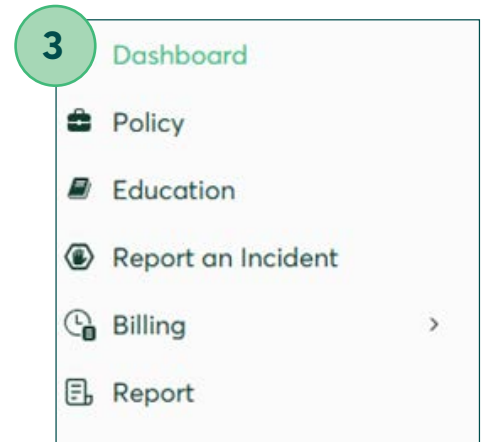 3
Dashboard
Policy
Education
Report an Incident
Billing
Report